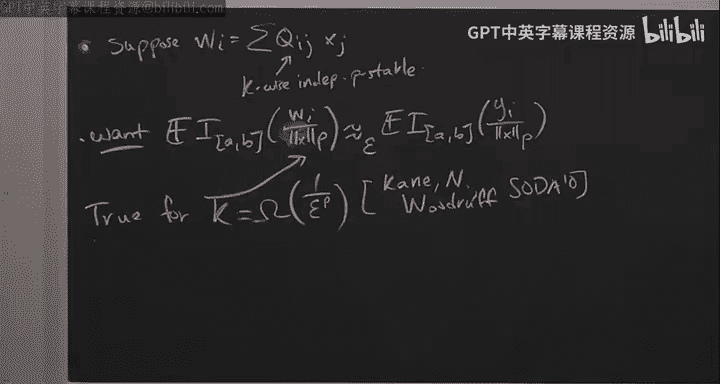 GPT中英字幕课程资源@bilibili
GPT中英字幕课程资源 bilibili
• Suppose Wi = ∑ Qij xj
k-wise indep. p-stable.
• want E I[a,b] (wi/‖x‖p) ≈ε E I[a,b] (yi/‖x‖p)
True for k = Ω(1/ε^p) [Kane, N. Woodruff SODA'10]